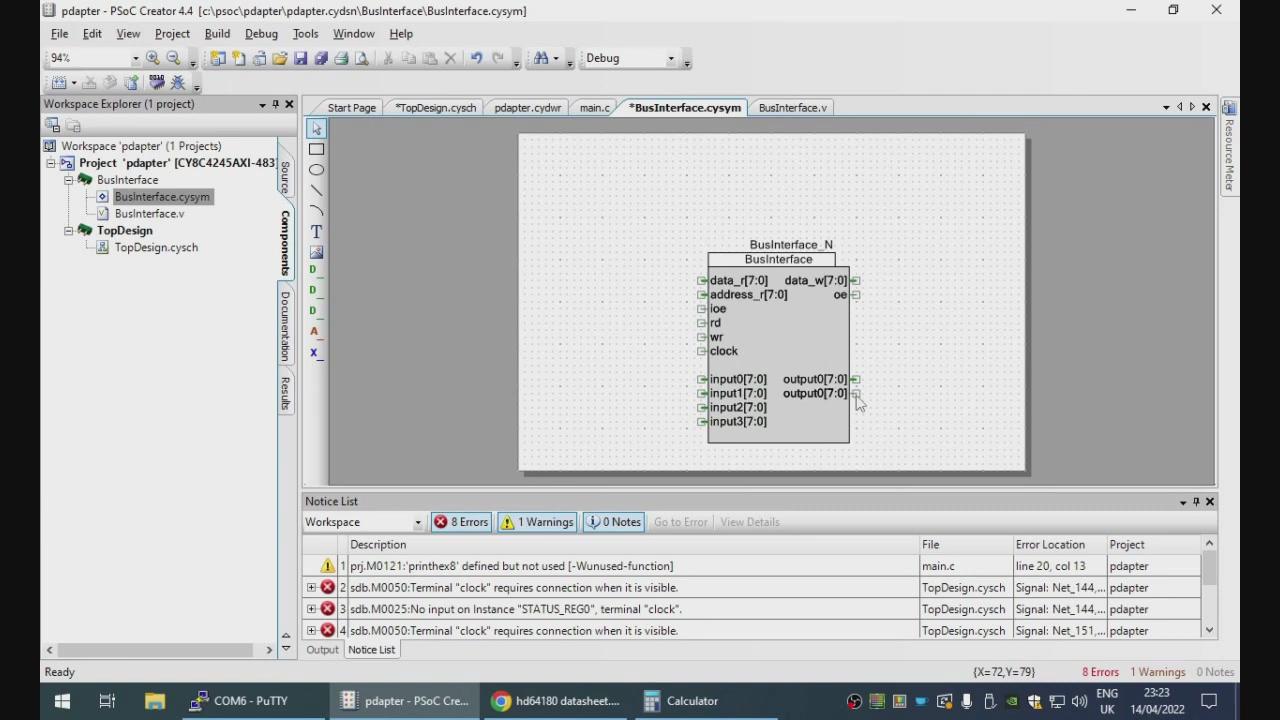 pdapter - PSoC Creator 4.4 [c:\psoc\pdapter\pdapter.cydsn\BusInterface\BusInterface.cysym]
File Edit View Project Build Debug Tools Window Help
94% Debug
Workspace Explorer (1 project)
Start Page *TopDesign.cysch pdapter.cydwr main.c *BusInterface.cysym BusInterface.v
Workspace 'pdapter' (1 Projects)
Project 'pdapter' [CY8C4245AXI-483]
BusInterface
BusInterface.cysym
BusInterface.v
TopDesign
TopDesign.cysch
Source
Components
Documentation
Results
Resource Meter
T
D
D
D
A
X
BusInterface_N
BusInterface
data_r[7:0] data_w[7:0]
address_r[7:0] oe
ioe
rd
wr
clock
input0[7:0] output0[7:0]
input1[7:0] output0[7:0]
input2[7:0]
input3[7:0]
Notice List
Workspace 8 Errors 1 Warnings 0 Notes Go to Error View Details
Description File Error Location Project
1 prj.M0121:'printhex8' defined but not used [-Wunused-function] main.c line 20, col 13 pdapter
2 sdb.M0050:Terminal "clock" requires connection when it is visible. TopDesign.cysch Signal: Net_144,... pdapter
3 sdb.M0025:No input on Instance "STATUS_REG0", terminal "clock". TopDesign.cysch Signal: Net_144,... pdapter
4 sdb.M0050:Terminal "clock" requires connection when it is visible. TopDesign.cysch Signal: Net_151,... pdapter
Output Notice List
Ready {X=72,Y=79} 8 Errors 1 Warnings 0 Notes
COM6 - PuTTY pdapter - PSoC Cre... hd64180 datasheet.... Calculator
ENG
UK
23:23
14/04/2022